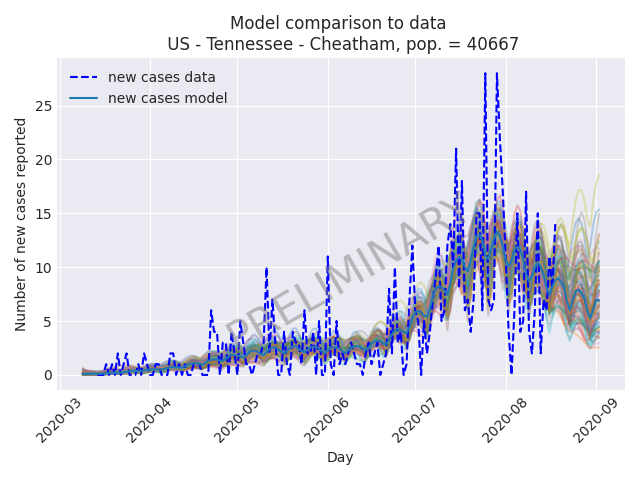 Model comparison to data
US - Tennessee - Cheatham, pop. = 40667
new cases data
new cases model
PRELIMINARY
Number of new cases reported
25
20
15
10
5
0
2020-03
2020-04
2020-05
2020-06
2020-07
2020-08
2020-09
Day